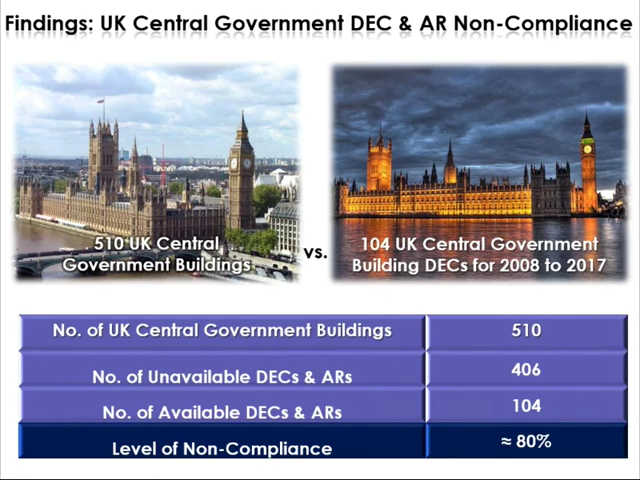 Findings: UK Central Government DEC & AR Non-Compliance
510 UK Central
Government Buildings
vs.
104 UK Central Government
Building DECs for 2008 to 2017
No. of UK Central Government Buildings 510
No. of Unavailable DECs & ARs 406
No. of Available DECs & ARs 104
Level of Non-Compliance ≈ 80%